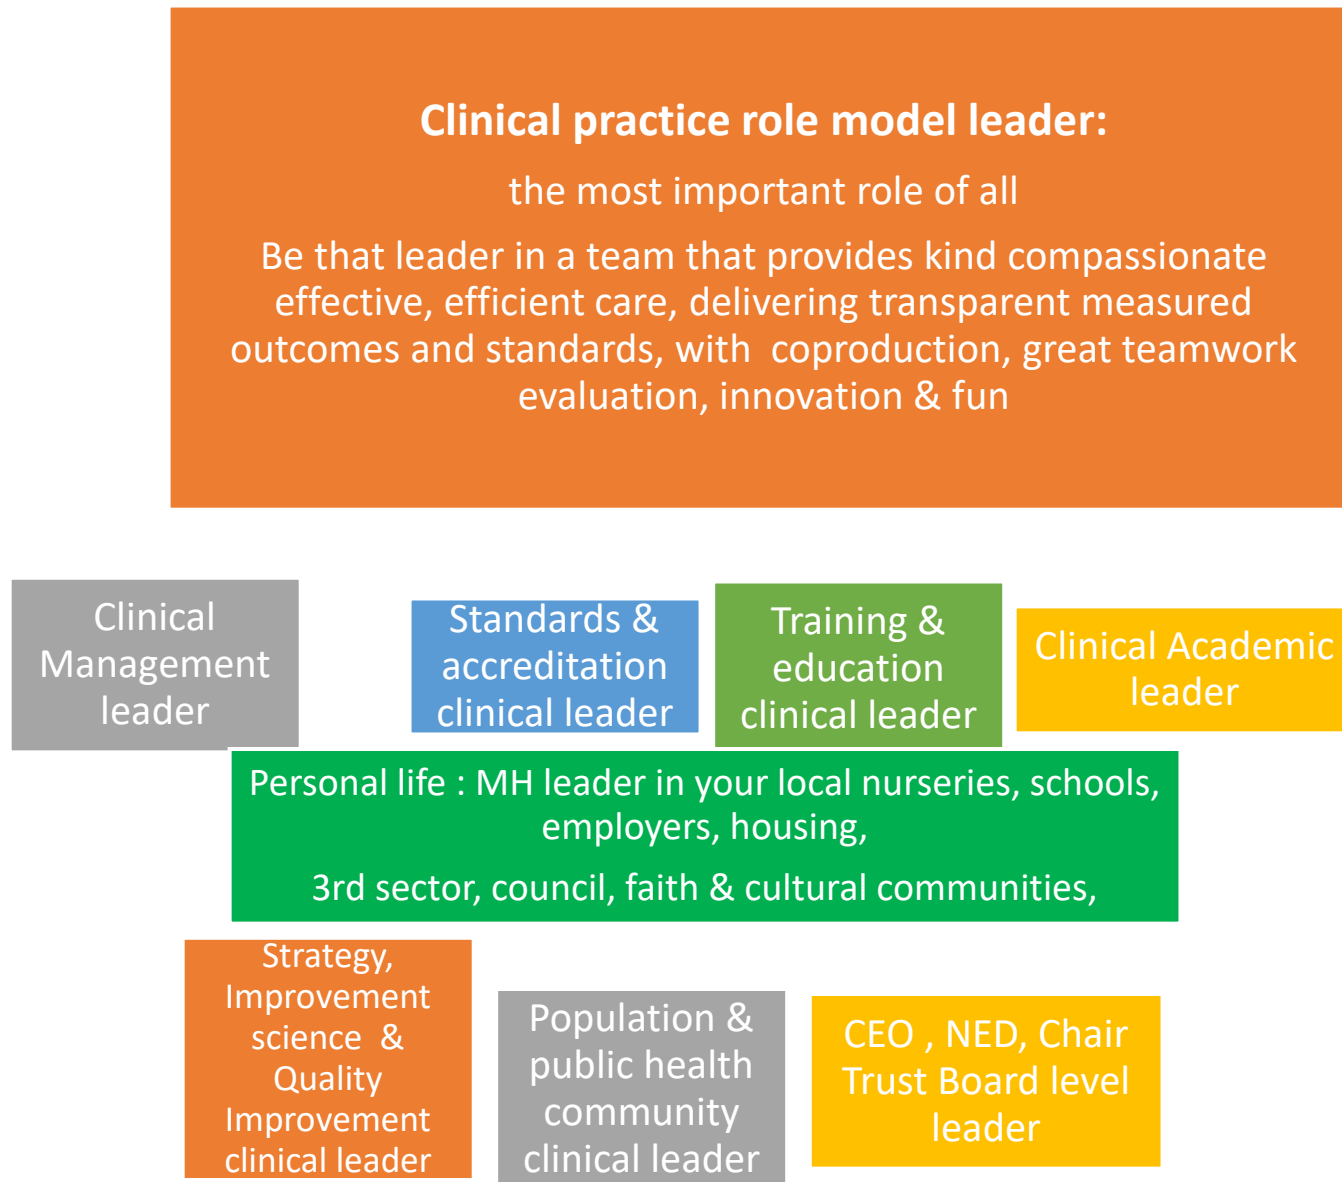 Clinical practice role model leader:
the most important role of all
Be that leader in a team that provides kind compassionate
effective, efficient care, delivering transparent measured
outcomes and standards, with  coproduction, great teamwork
evaluation, innovation & fun
Clinical
Management
leader
Standards &
accreditation
clinical leader
Training &
education
clinical leader
Clinical Academic
leader
Personal life : MH leader in your local nurseries, schools,
employers, housing,
3rd sector, council, faith & cultural communities,
Strategy,
Improvement
science  &
Quality
Improvement
clinical leader
Population &
public health
community
clinical leader
CEO , NED, Chair
Trust Board level
leader